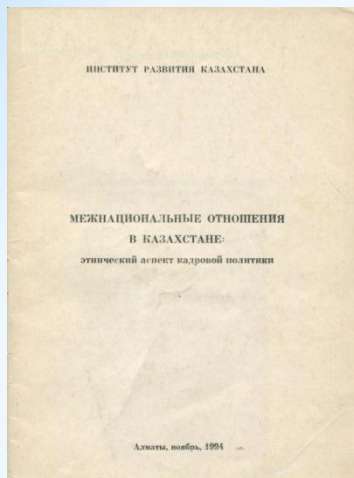 ИНСТИТУТ РАЗВИТИЯ КАЗАХСТАНА
МЕЖНАЦИОНАЛЬНЫЕ ОТНОШЕНИЯ
В КАЗАХСТАНЕ:
этнический аспект кадровой политики
Алматы, ноябрь, 1994